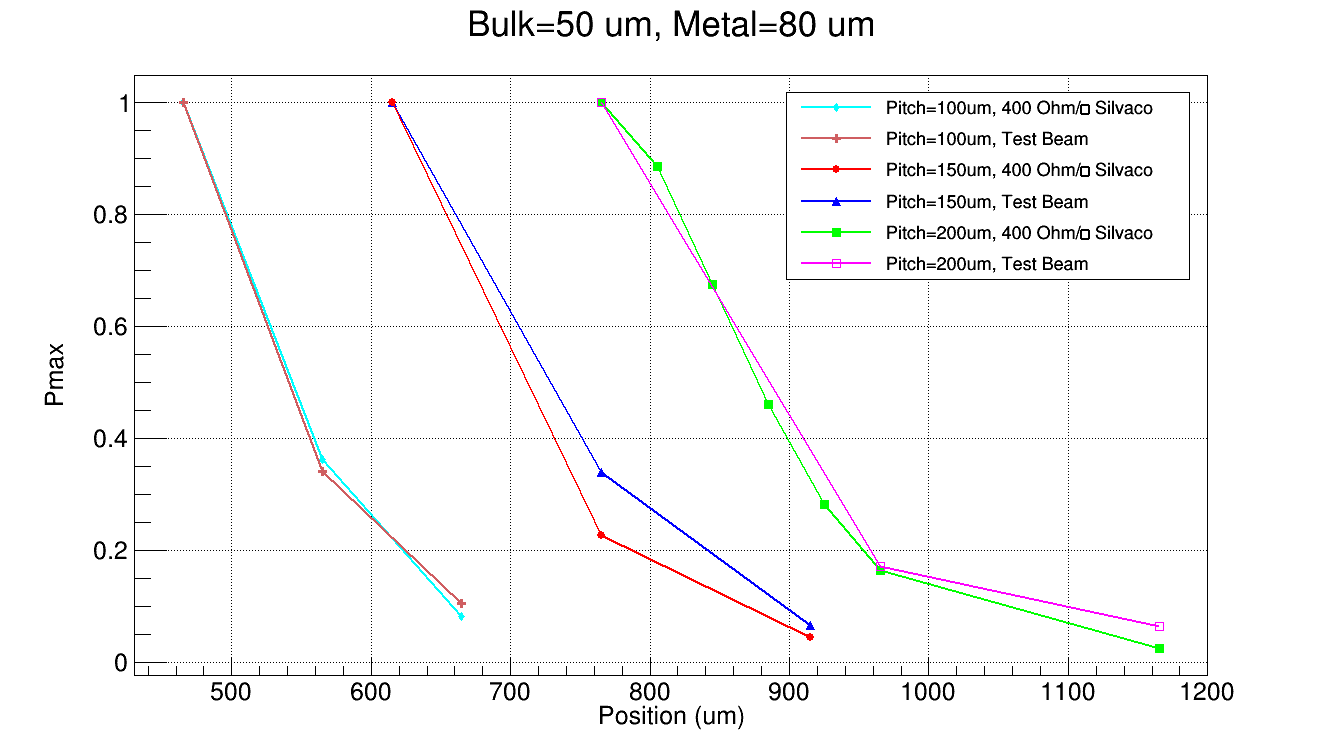 Bulk=50 um, Metal=80 um
Pmax
1
0.8
0.6
0.4
0.2
0
Pitch=100um, 400 Ohm/□ Silvaco
Pitch=100um, Test Beam
Pitch=150um, 400 Ohm/□ Silvaco
Pitch=150um, Test Beam
Pitch=200um, 400 Ohm/□ Silvaco
Pitch=200um, Test Beam
500 600 700 800 900 1000 1100 1200
Position (um)